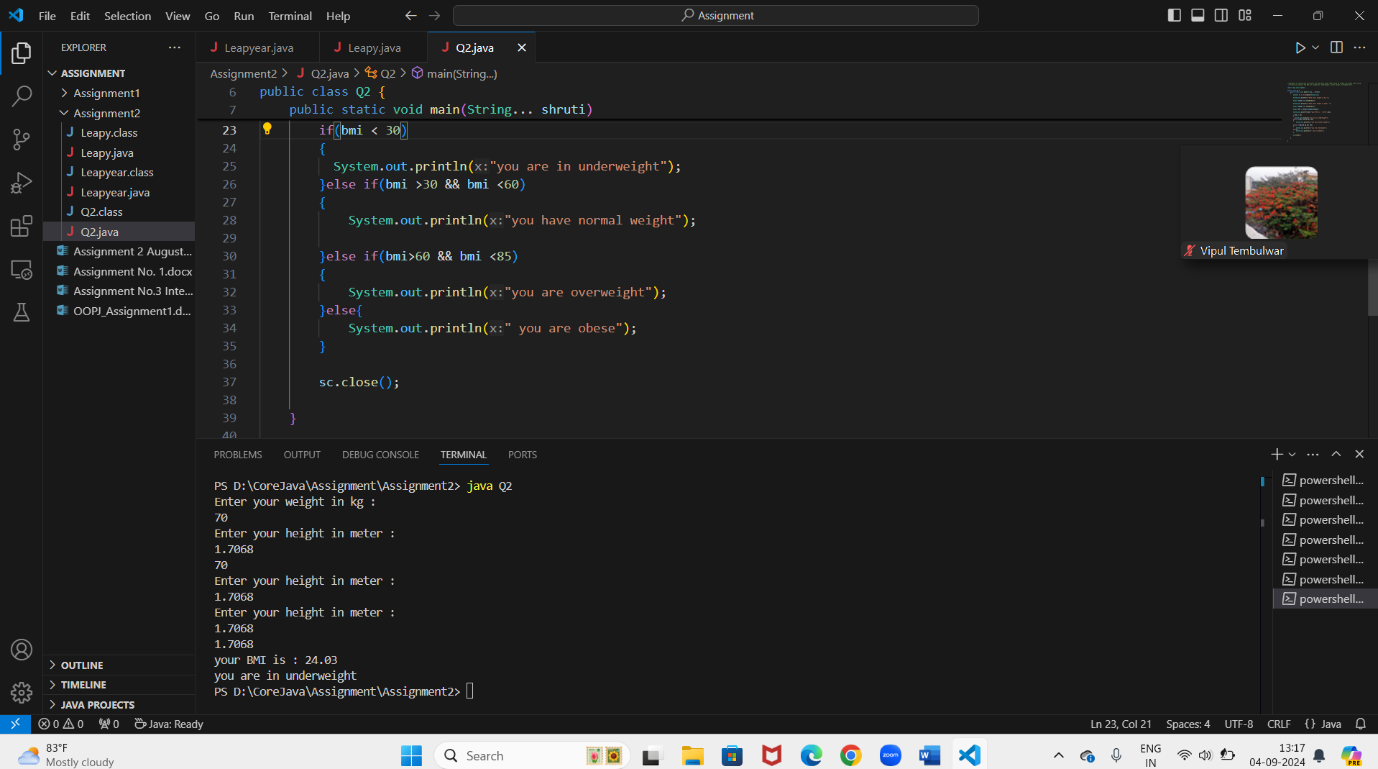 File Edit Selection View Go Run Terminal Help
Assignment
EXPLORER
ASSIGNMENT
Assignment1
Assignment2
Leapy.class
Leapy.java
Leapyear.class
Leapyear.java
Q2.class
Q2.java
Assignment 2 August...
Assignment No. 1.docx
Assignment No.3 Inte...
OOPJ_Assignment1.d...
OUTLINE
TIMELINE
JAVA PROJECTS
Leapyear.java Leapy.java Q2.java
Assignment2 > Q2.java > Q2 > main(String...)
6 public class Q2 {
7 public static void main(String... shruti)
23 if(bmi < 30)
24 {
25 System.out.println(x:"you are in underweight");
26 }else if(bmi >30 && bmi <60)
27 {
28 System.out.println(x:"you have normal weight");
29
30 }else if(bmi>60 && bmi <85)
31 {
32 System.out.println(x:"you are overweight");
33 }else{
34 System.out.println(x:" you are obese");
35 }
36
37 sc.close();
38
39 }
40
Vipul Tembulwar
PROBLEMS OUTPUT DEBUG CONSOLE TERMINAL PORTS
PS D:\CoreJava\Assignment\Assignment2> java Q2
Enter your weight in kg :
70
Enter your height in meter :
1.7068
70
Enter your height in meter :
1.7068
Enter your height in meter :
1.7068
1.7068
your BMI is : 24.03
you are in underweight
PS D:\CoreJava\Assignment\Assignment2>
powershell...
powershell...
powershell...
powershell...
powershell...
powershell...
powershell...
0 0 0 Java: Ready
Ln 23, Col 21 Spaces: 4 UTF-8 CRLF {} Java
83°F
Mostly cloudy
Search
zoom
PRE
ENG
IN
13:17
04-09-2024